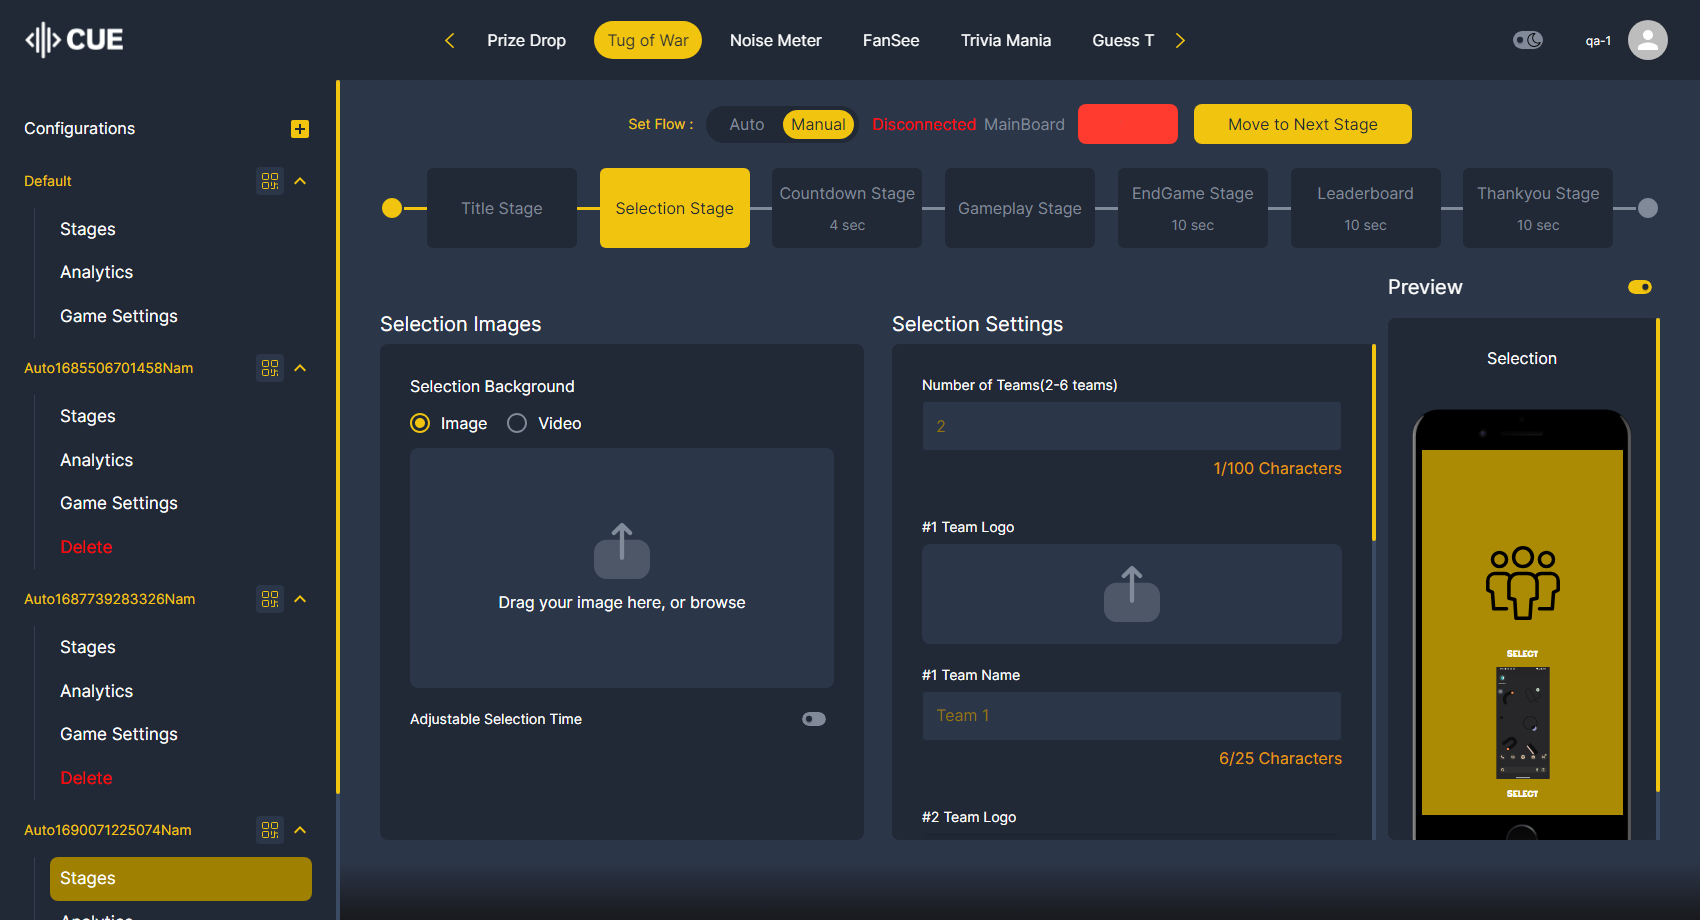 CUE
Prize Drop
Tug of War
Noise Meter
FanSee
Trivia Mania
Guess T
qa-1
Configurations
Default
Stages
Analytics
Game Settings
Auto1685506701458Nam
Stages
Analytics
Game Settings
Delete
Auto1687739283326Nam
Stages
Analytics
Game Settings
Delete
Auto1690071225074Nam
Stages
Analytics
Set Flow :
Auto
Manual
Disconnected MainBoard
Move to Next Stage
Title Stage
Selection Stage
Countdown Stage
4 sec
Gameplay Stage
EndGame Stage
10 sec
Leaderboard
10 sec
Thankyou Stage
10 sec
Selection Images
Selection Background
Image
Video
Drag your image here, or browse
Adjustable Selection Time
Selection Settings
Number of Teams(2-6 teams)
2
1/100 Characters
#1 Team Logo
#1 Team Name
Team 1
6/25 Characters
#2 Team Logo
Preview
Selection
SELECT
SELECT